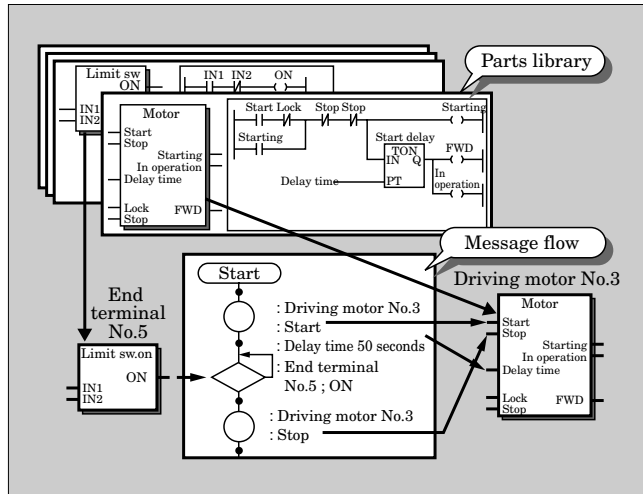 Parts library
Limit sw
ON
IN1
IN2
IN1 IN2 ON
Motor
Start
Stop
Starting
In operation
Delay time
Lock
Stop
FWD
Start Lock Stop Stop Starting
Starting
Start delay
TON
IN Q
PT
Delay time
FWD
In
operation
Message flow
Start
: Driving motor No.3
: Start
: Delay time 50 seconds
: End terminal
No.5 ; ON
: Driving motor No.3
: Stop
End
terminal
No.5
Limit sw.on
ON
IN1
IN2
Driving motor No.3
Motor
Start
Stop
Starting
In operation
Delay time
Lock
Stop
FWD